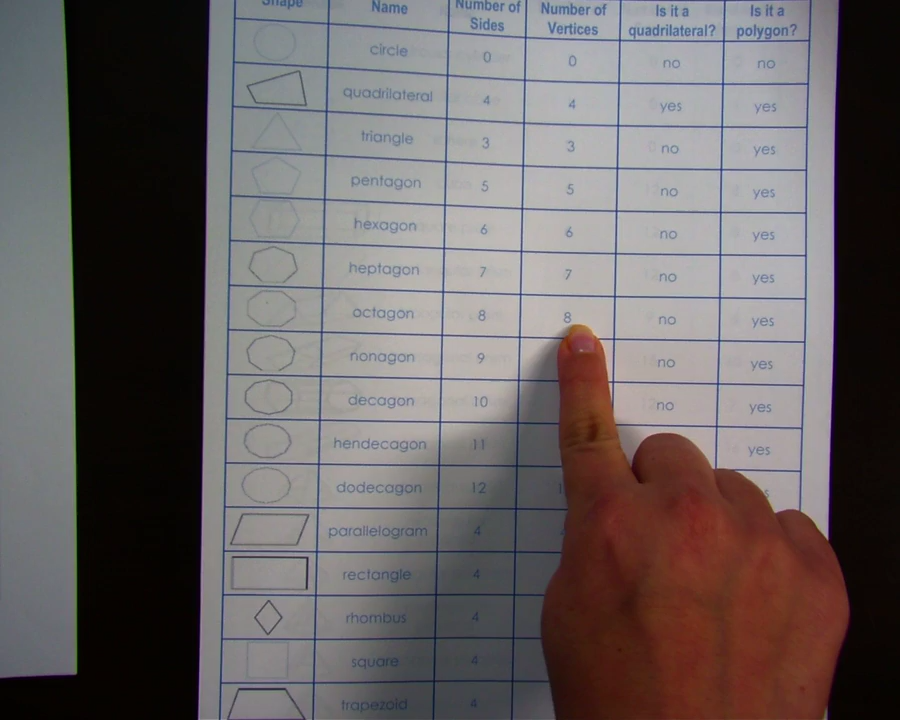 Shape Name Number of Sides Number of Vertices Is it a quadrilateral? Is it a polygon?
circle 0 0 no no
quadrilateral 4 4 yes yes
triangle 3 3 no yes
pentagon 5 5 no yes
hexagon 6 6 no yes
heptagon 7 7 no yes
octagon 8 8 no yes
nonagon 9 no yes
decagon 10 no yes
hendecagon 11 yes
dodecagon 12
parallelogram 4
rectangle 4
rhombus 4
square 4
trapezoid 4